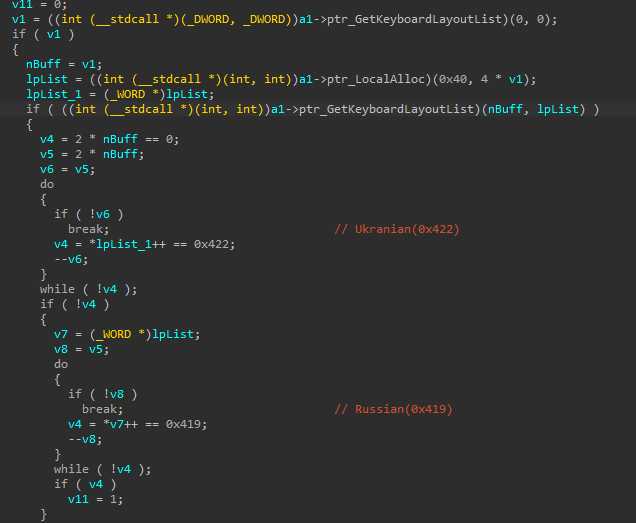 v11 = 0;
v1 = ((int (__stdcall *)(_DWORD, _DWORD))a1->ptr_GetKeyboardLayoutList)(0, 0);
if ( v1 )
{
nBuff = v1;
lpList = ((int (__stdcall *)(int, int))a1->ptr_LocalAlloc)(0x40, 4 * v1);
lpList_1 = (_WORD *)lpList;
if ( ((int (__stdcall *)(int, int))a1->ptr_GetKeyboardLayoutList)(nBuff, lpList) )
{
v4 = 2 * nBuff == 0;
v5 = 2 * nBuff;
v6 = v5;
do
{
if ( !v6 )
break; // Ukranian(0x422)
v4 = *lpList_1++ == 0x422;
--v6;
}
while ( !v4 );
if ( !v4 )
{
v7 = (_WORD *)lpList;
v8 = v5;
do
{
if ( !v8 )
break; // Russian(0x419)
v4 = *v7++ == 0x419;
--v8;
}
while ( !v4 );
if ( v4 )
v11 = 1;
}